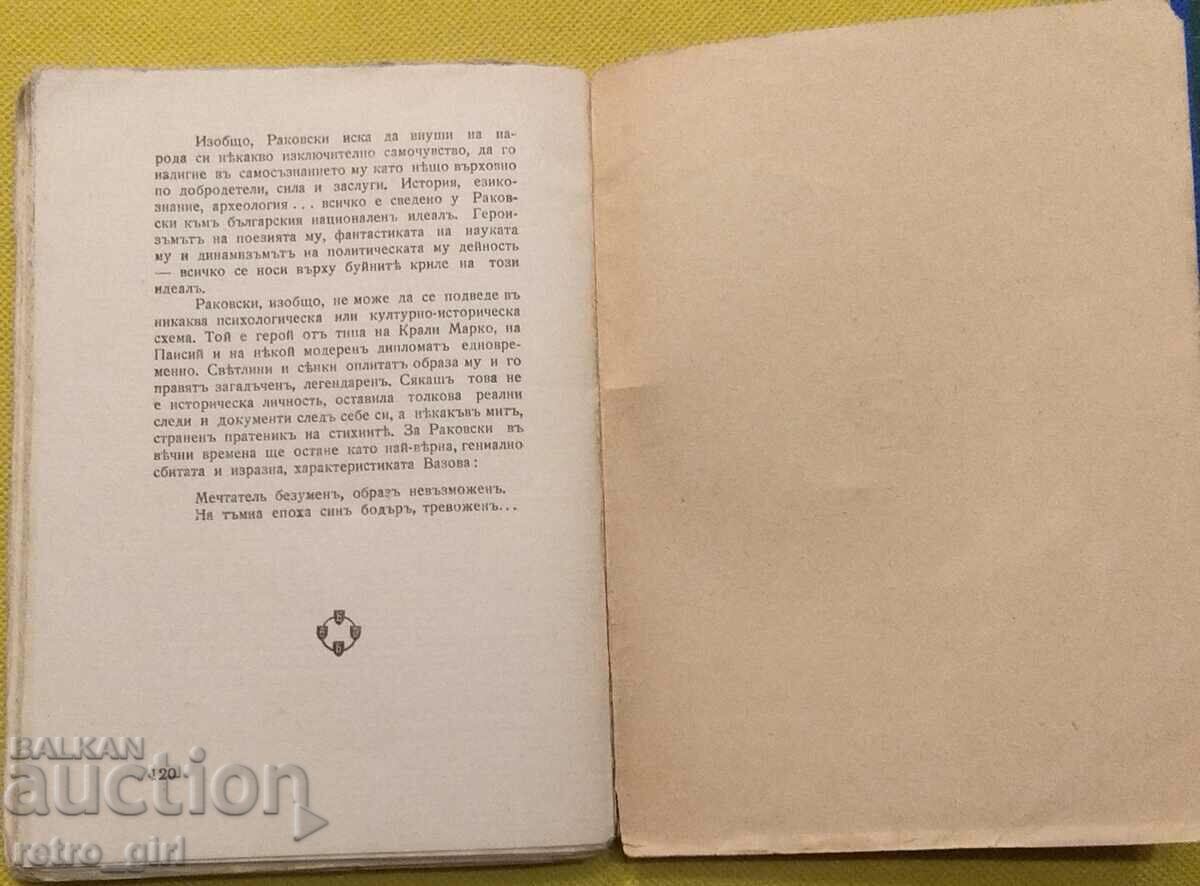 Изобщо, Раковски иска да внуши на на-
рода си нѣкакво изключително самочувство, да го
налигне въ самосъзнанието му като нѣщо върховно
по добродетели, сила и заслуги. История, езико-
знание, археология... всичко е сведено у Раков-
ски къмъ българския националенъ идеалъ. Герои-
зъмътъ на поезията му, фантастиката на науката
му и динамизъмътъ на политическата му дейность
— всичко се носи върху буйнитѣ криле на този
идеалъ.
Раковски, изобщо, не може да се подведе въ
никаква психологическа или културно-историческа
схема. Той е герой отъ типа на Крали Марко, на
Паисий и на нѣкой модеренъ дипломатъ едновре-
менно. Свѣтлини и сѣнки оплитатъ образа му и го
правятъ загадъченъ, легендаренъ. Сякашъ това не
е историческа личность, оставила толкова реални
следи и документи следъ себе си, а нѣкакъвъ митъ,
страненъ пратеникъ на стихиитѣ. За Раковски въ
вѣчни времена ще остане като най-вѣрна, гениално
сбитата и изразна, характеристиката Вазова:
Мечтатель безуменъ, образъ невъзможенъ.
На тъмна епоха синъ бодъръ, тревоженъ...
Б
Б
120
BALKAN
auction
retro_girl